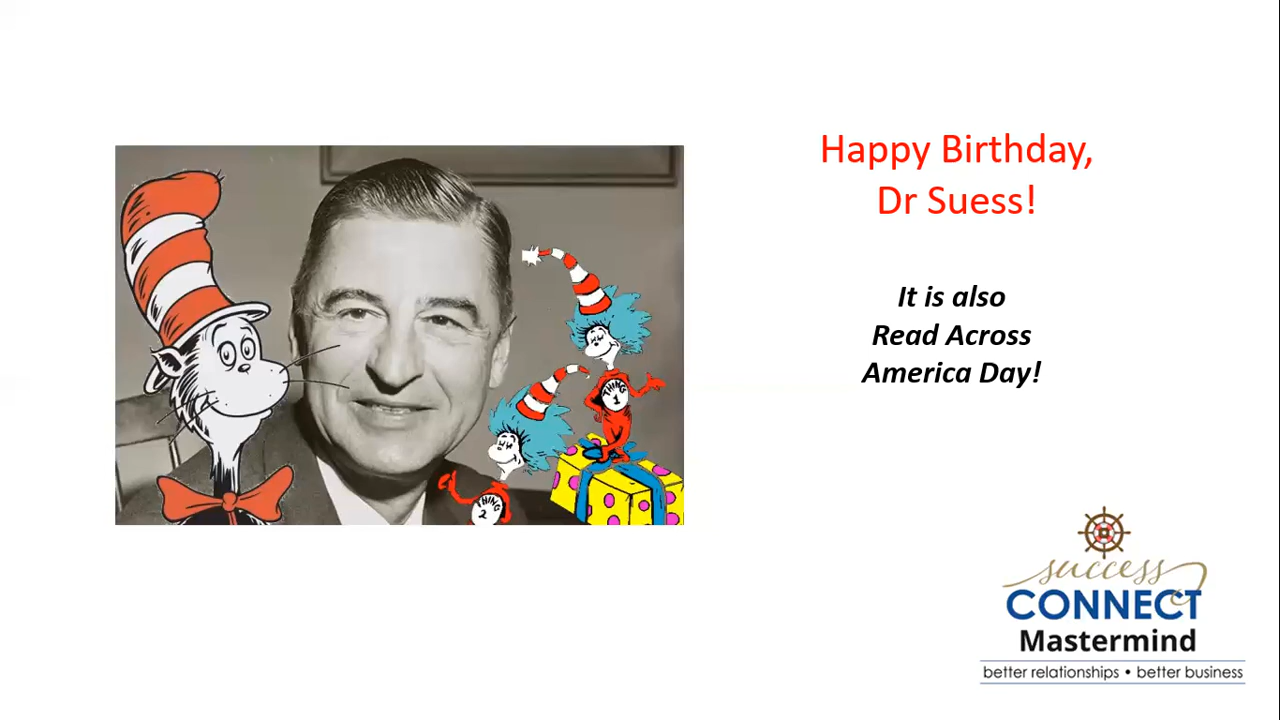 Happy Birthday,
Dr Suess!
It is also
Read Across
America Day!
THING
1
THING
2
success
CONNECT
Mastermind
better relationships • better business